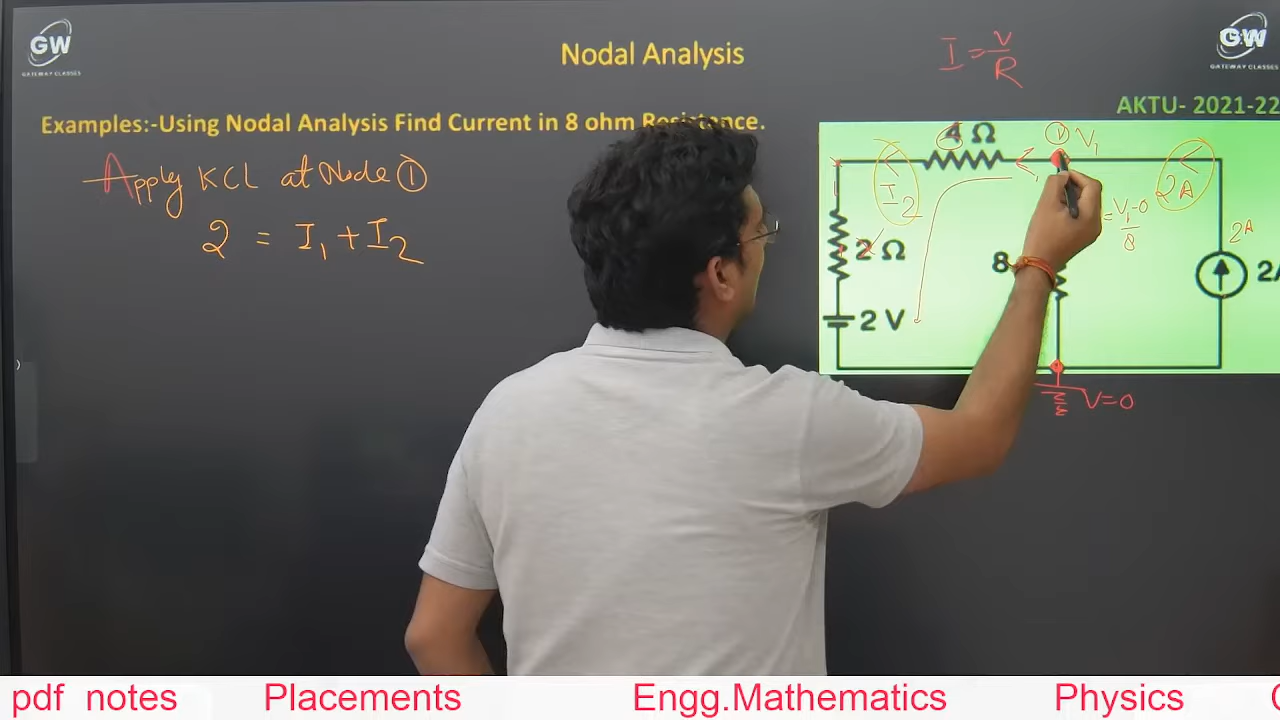 GW
GATEWAY CLASSES
Nodal Analysis
I = V/R
GW
GATEWAY CLASSES
AKTU- 2021-22
Examples:-Using Nodal Analysis Find Current in 8 ohm Resistance.
Apply KCL at Node ①
2 = I₁ + I₂
4 Ω
① V₁
I₂
2A
= V₁-0/8
2 Ω
8
2A
2A
2 V
V=0
pdf notes Placements Engg.Mathematics Physics